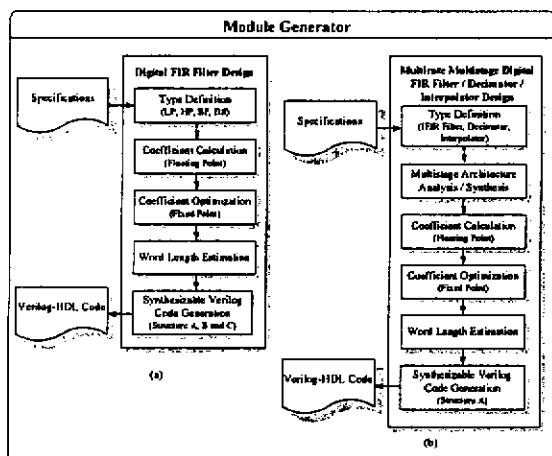 Module Generator
Digital FIR Filter Design
Specifications
Type Definition
(LP, HP, BP, BS)
Coefficient Calculation
(Floating Point)
Coefficient Optimization
(Fixed Point)
Word Length Estimation
Verilog-HDL Code
Synthesizable Verilog
Code Generation
(Structure A, B and C)
(a)
Multirate Multistage Digital
FIR Filter / Decimator /
Interpolator Design
Specifications
Type Definition
(IFIR Filter, Decimator,
Interpolator)
Multistage Architecture
Analysis / Synthesis
Coefficient Calculation
(Floating Point)
Coefficient Optimization
(Fixed Point)
Word Length Estimation
Verilog-HDL Code
Synthesizable Verilog
Code Generation
(Structure A)
(b)